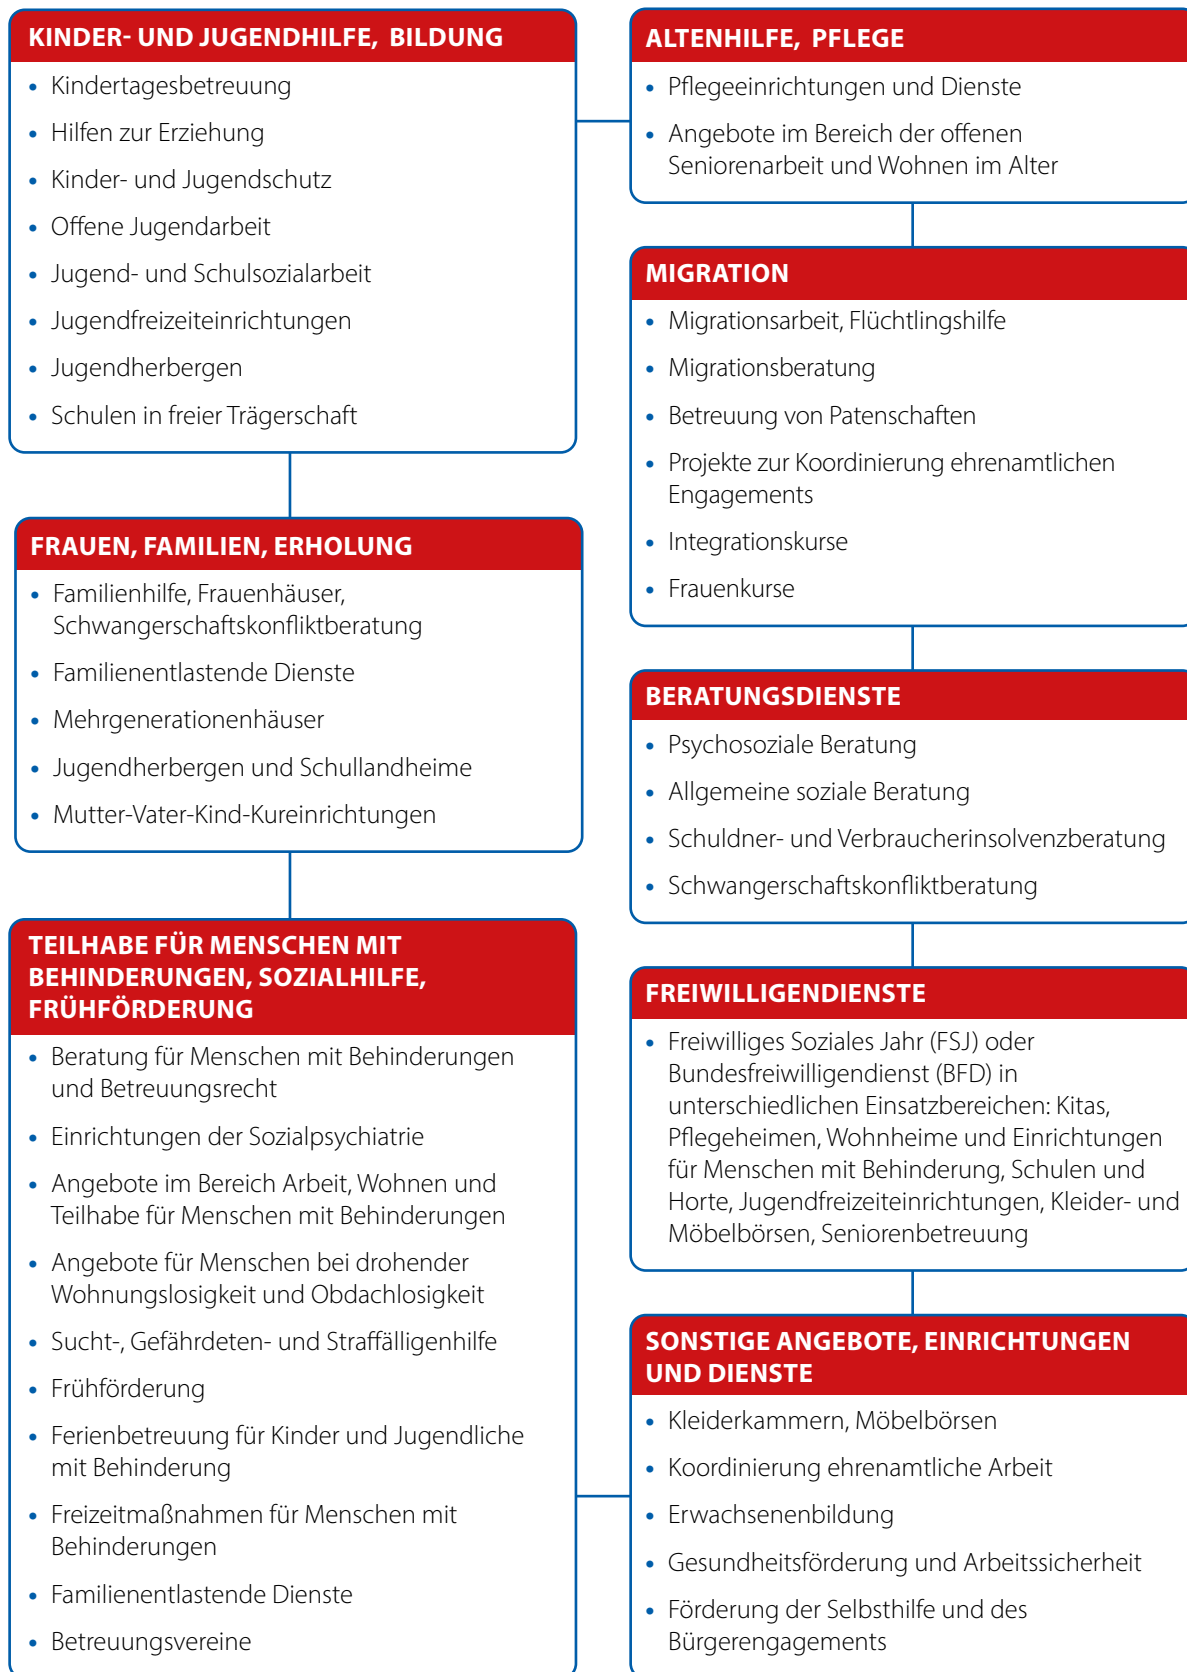 KINDER- UND JUGENDHILFE, BILDUNG
• Kindertagesbetreuung
• Hilfen zur Erziehung
• Kinder- und Jugendschutz
• Offene Jugendarbeit
• Jugend- und Schulsozialarbeit
• Jugendfreizeiteinrichtungen
• Jugendherbergen
• Schulen in freier Trägerschaft
FRAUEN, FAMILIEN, ERHOLUNG
• Familienhilfe, Frauenhäuser,
Schwangerschaftskonfliktberatung
• Familienentlastende Dienste
• Mehrgenerationenhäuser
• Jugendherbergen und Schullandheime
• Mutter-Vater-Kind-Kureinrichtungen
TEILHABE FÜR MENSCHEN MIT
BEHINDERUNGEN, SOZIALHILFE,
FRÜHFÖRDERUNG
• Beratung für Menschen mit Behinderungen
und Betreuungsrecht
• Einrichtungen der Sozialpsychiatrie
• Angebote im Bereich Arbeit, Wohnen und
Teilhabe für Menschen mit Behinderungen
• Angebote für Menschen bei drohender
Wohnungslosigkeit und Obdachlosigkeit
• Sucht-, Gefährdeten- und Straffälligenhilfe
• Frühförderung
• Ferienbetreuung für Kinder und Jugendliche
mit Behinderung
• Freizeitmaßnahmen für Menschen mit
Behinderungen
• Familienentlastende Dienste
• Betreuungsvereine
ALTENHILFE, PFLEGE
• Pflegeeinrichtungen und Dienste
• Angebote im Bereich der offenen
Seniorenarbeit und Wohnen im Alter
MIGRATION
• Migrationsarbeit, Flüchtlingshilfe
• Migrationsberatung
• Betreuung von Patenschaften
• Projekte zur Koordinierung ehrenamtlichen
Engagements
• Integrationskurse
• Frauenkurse
BERATUNGSDIENSTE
• Psychosoziale Beratung
• Allgemeine soziale Beratung
• Schuldner- und Verbraucherinsolvenzberatung
• Schwangerschaftskonfliktberatung
FREIWILLIGENDIENSTE
• Freiwilliges Soziales Jahr (FSJ) oder
Bundesfreiwilligendienst (BFD) in
unterschiedlichen Einsatzbereichen: Kitas,
Pflegeheimen, Wohnheime und Einrichtungen
für Menschen mit Behinderung, Schulen und
Horte, Jugendfreizeiteinrichtungen, Kleider- und
Möbelbörsen, Seniorenbetreuung
SONSTIGE ANGEBOTE, EINRICHTUNGEN
UND DIENSTE
• Kleiderkammern, Möbelbörsen
• Koordinierung ehrenamtliche Arbeit
• Erwachsenenbildung
• Gesundheitsförderung und Arbeitssicherheit
• Förderung der Selbsthilfe und des
Bürgerengagements